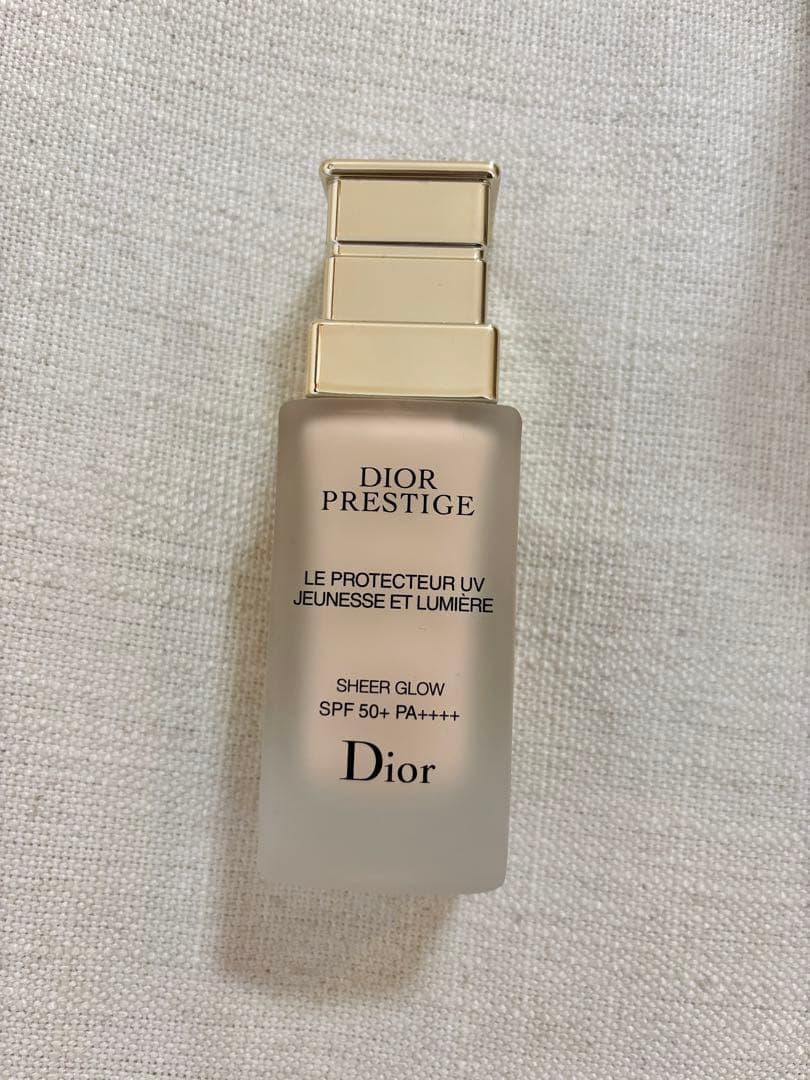 DIOR
PRESTIGE
LE PROTECTEUR UV
JEUNESSE ET LUMIÈRE
SHEER GLOW
SPF 50+ PA++++
Dior